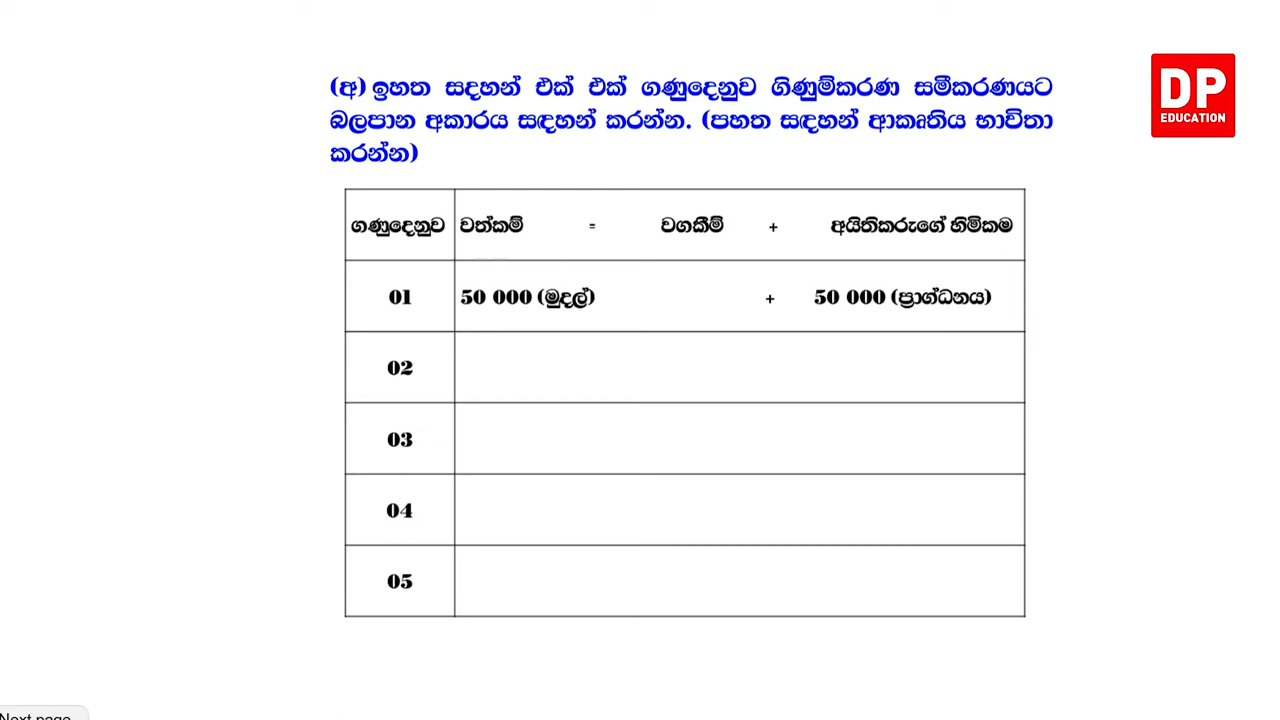 DP
EDUCATION
(අ) ඉහත සදහන් එක් එක් ගණුදෙනුව ගිණුම්කරණ සමීකරණයට
බලපාන අකාරය සඳහන් කරන්න. (පහත සඳහන් ආකෘතිය භාවිතා
කරන්න)
ගණුදෙනුව වත්කම් = වගකීම් + අයිතිකරුගේ හිමිකම
01 50 000 (මුදල්) + 50 000 (ප්‍රාග්ධනය)
02
03
04
05
Next page